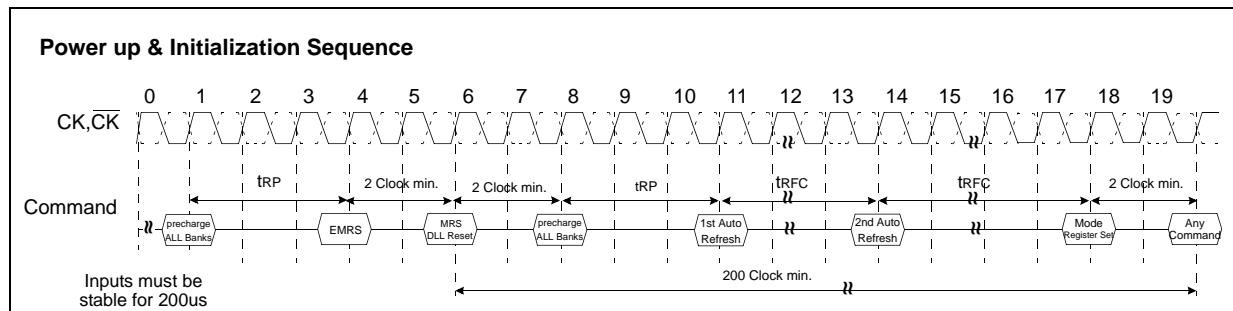 Power up & Initialization Sequence
0 1 2 3 4 5 6 7 8 9 10 11 12 13 14 15 16 17 18 19
CK,CK
tRP 2 Clock min. 2 Clock min. tRP tRFC tRFC 2 Clock min.
Command
precharge
ALL Banks
EMRS
MRS
DLL Reset
precharge
ALL Banks
1st Auto
Refresh
2nd Auto
Refresh
Mode
Register Set
Any
Command
Inputs must be
stable for 200us
200 Clock min.